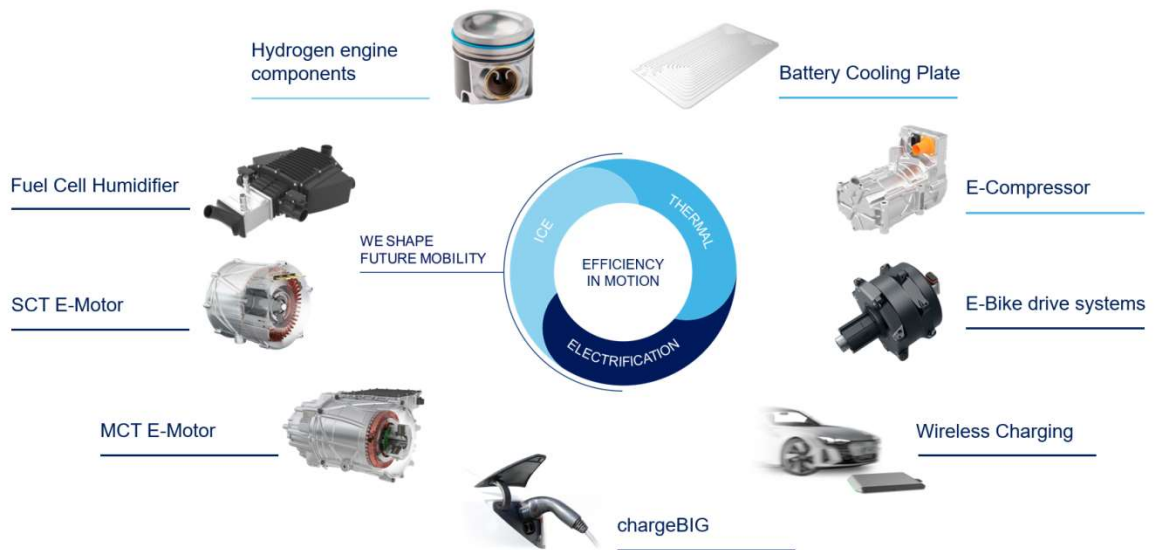 Hydrogen engine
components
Battery Cooling Plate
Fuel Cell Humidifier
E-Compressor
WE SHAPE
FUTURE MOBILITY
ICE
THERMAL
EFFICIENCY
IN MOTION
ELECTRIFICATION
SCT E-Motor
E-Bike drive systems
MCT E-Motor
Wireless Charging
chargeBIG